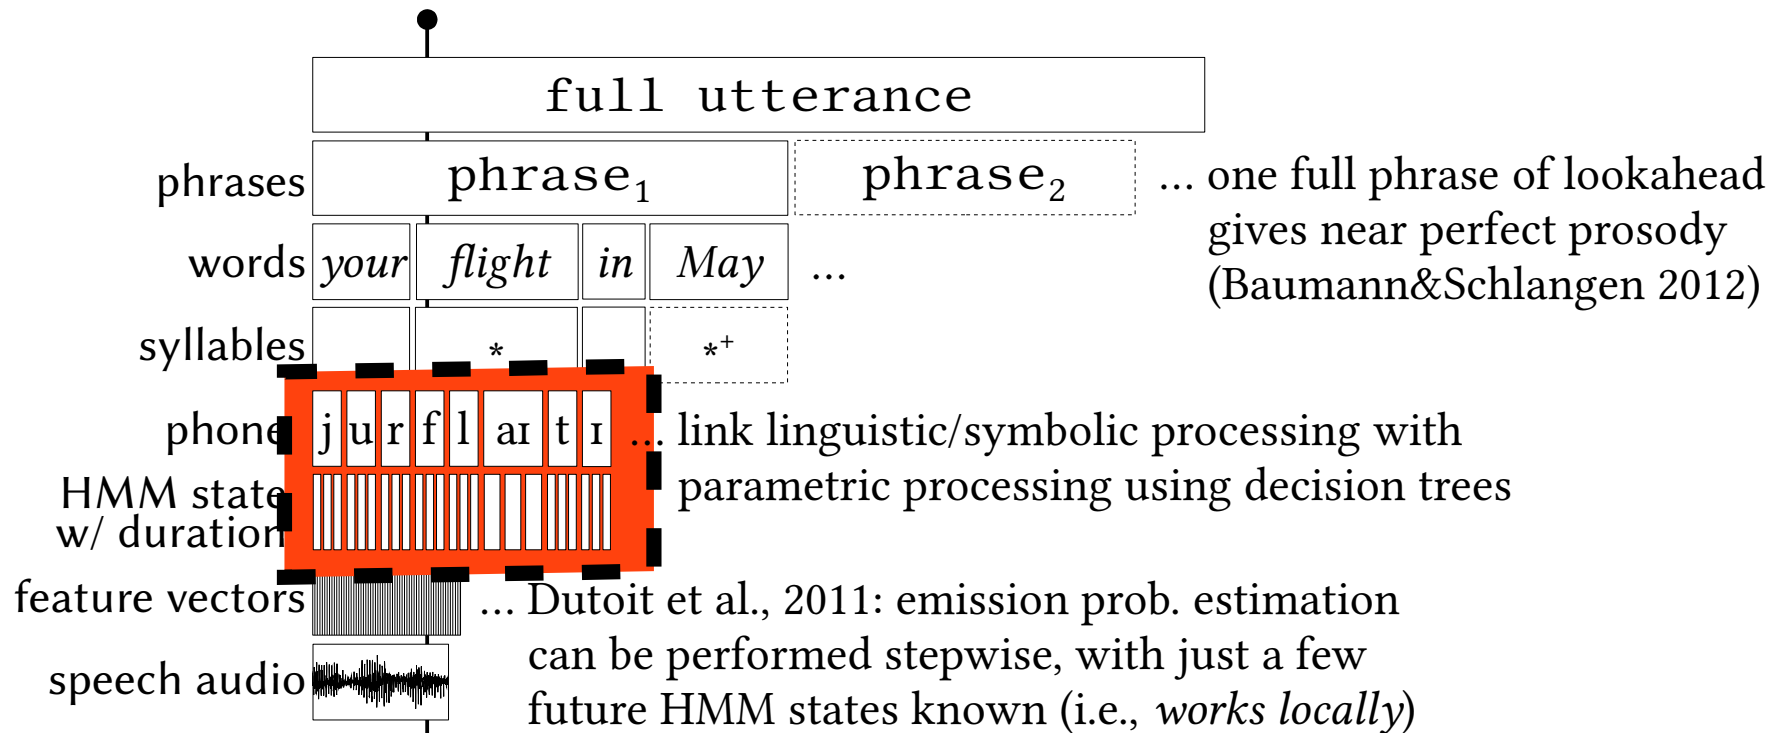 full utterance
phrases phrase₁ phrase₂ ... one full phrase of lookahead
gives near perfect prosody
(Baumann&Schlangen 2012)
words your flight in May ...
syllables * *⁺
phone j u r f l aɪ t ɪ ... link linguistic/symbolic processing with
parametric processing using decision trees
HMM state
w/ duration
feature vectors ... Dutoit et al., 2011: emission prob. estimation
can be performed stepwise, with just a few
future HMM states known (i.e., works locally)
speech audio